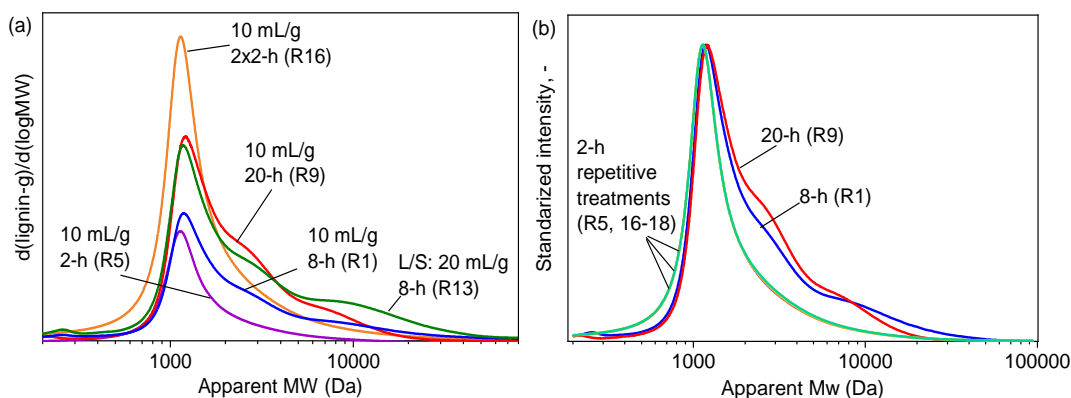 (a)
10 mL/g
2x2-h (R16)
10 mL/g
20-h (R9)
10 mL/g
2-h (R5)
10 mL/g
8-h (R1)
L/S: 20 mL/g
8-h (R13)
d(lignin-g)/d(logMW)
1000
10000
Apparent MW (Da)
(b)
20-h (R9)
8-h (R1)
2-h
repetitive
treatments
(R5, 16-18)
Standarized intensity, -
1000
10000
100000
Apparent Mw (Da)